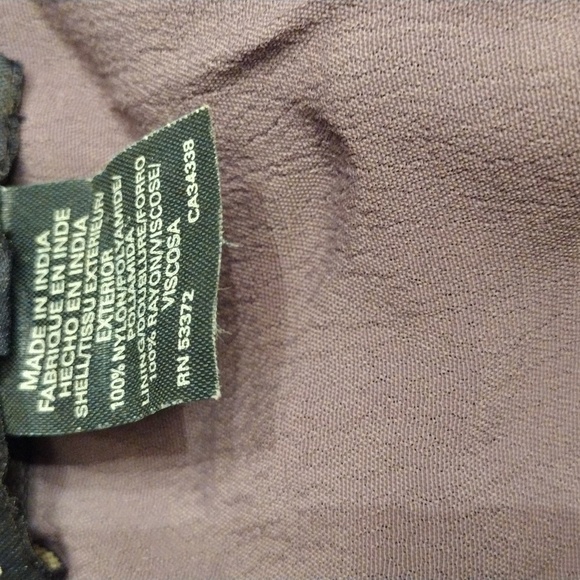 MADE IN INDIA
FABRIQUE EN INDE
HECHO EN INDIA
SHELL/TISSU EXTERIEUR/
EXTERIOR
100% NYLON/POLYAMIDE/
POLIAMIDA
LINING/DOUBLURE/FORRO
100% RAYON/VISCOSE/
VISCOSA
RN 53372 CA34338